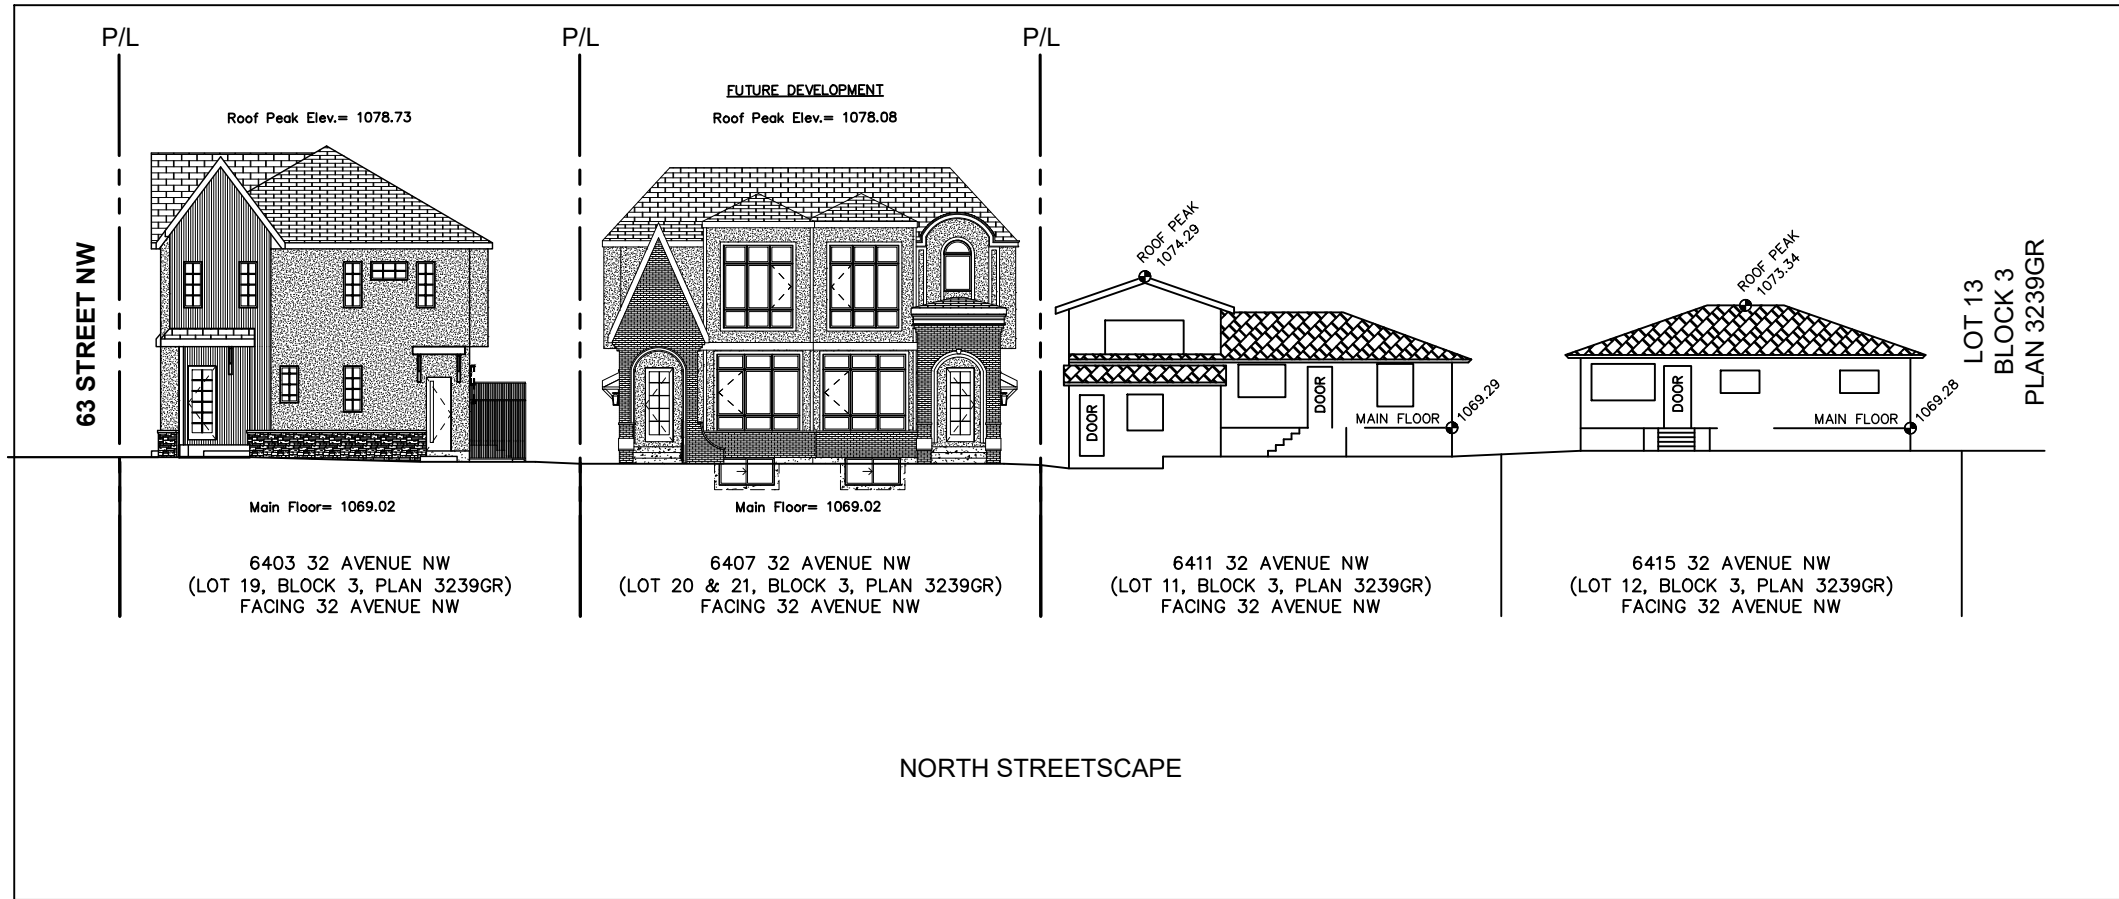 P/L
P/L
P/L
FUTURE DEVELOPMENT
Roof Peak Elev.= 1078.73
Roof Peak Elev.= 1078.08
63 STREET NW
ROOF PEAK
1074.29
ROOF PEAK
1073.34
LOT 13
BLOCK 3
PLAN 3239GR
DOOR
DOOR
MAIN FLOOR
1069.29
DOOR
MAIN FLOOR
1069.28
Main Floor= 1069.02
Main Floor= 1069.02
6403 32 AVENUE NW
(LOT 19, BLOCK 3, PLAN 3239GR)
FACING 32 AVENUE NW
6407 32 AVENUE NW
(LOT 20 & 21, BLOCK 3, PLAN 3239GR)
FACING 32 AVENUE NW
6411 32 AVENUE NW
(LOT 11, BLOCK 3, PLAN 3239GR)
FACING 32 AVENUE NW
6415 32 AVENUE NW
(LOT 12, BLOCK 3, PLAN 3239GR)
FACING 32 AVENUE NW
NORTH STREETSCAPE